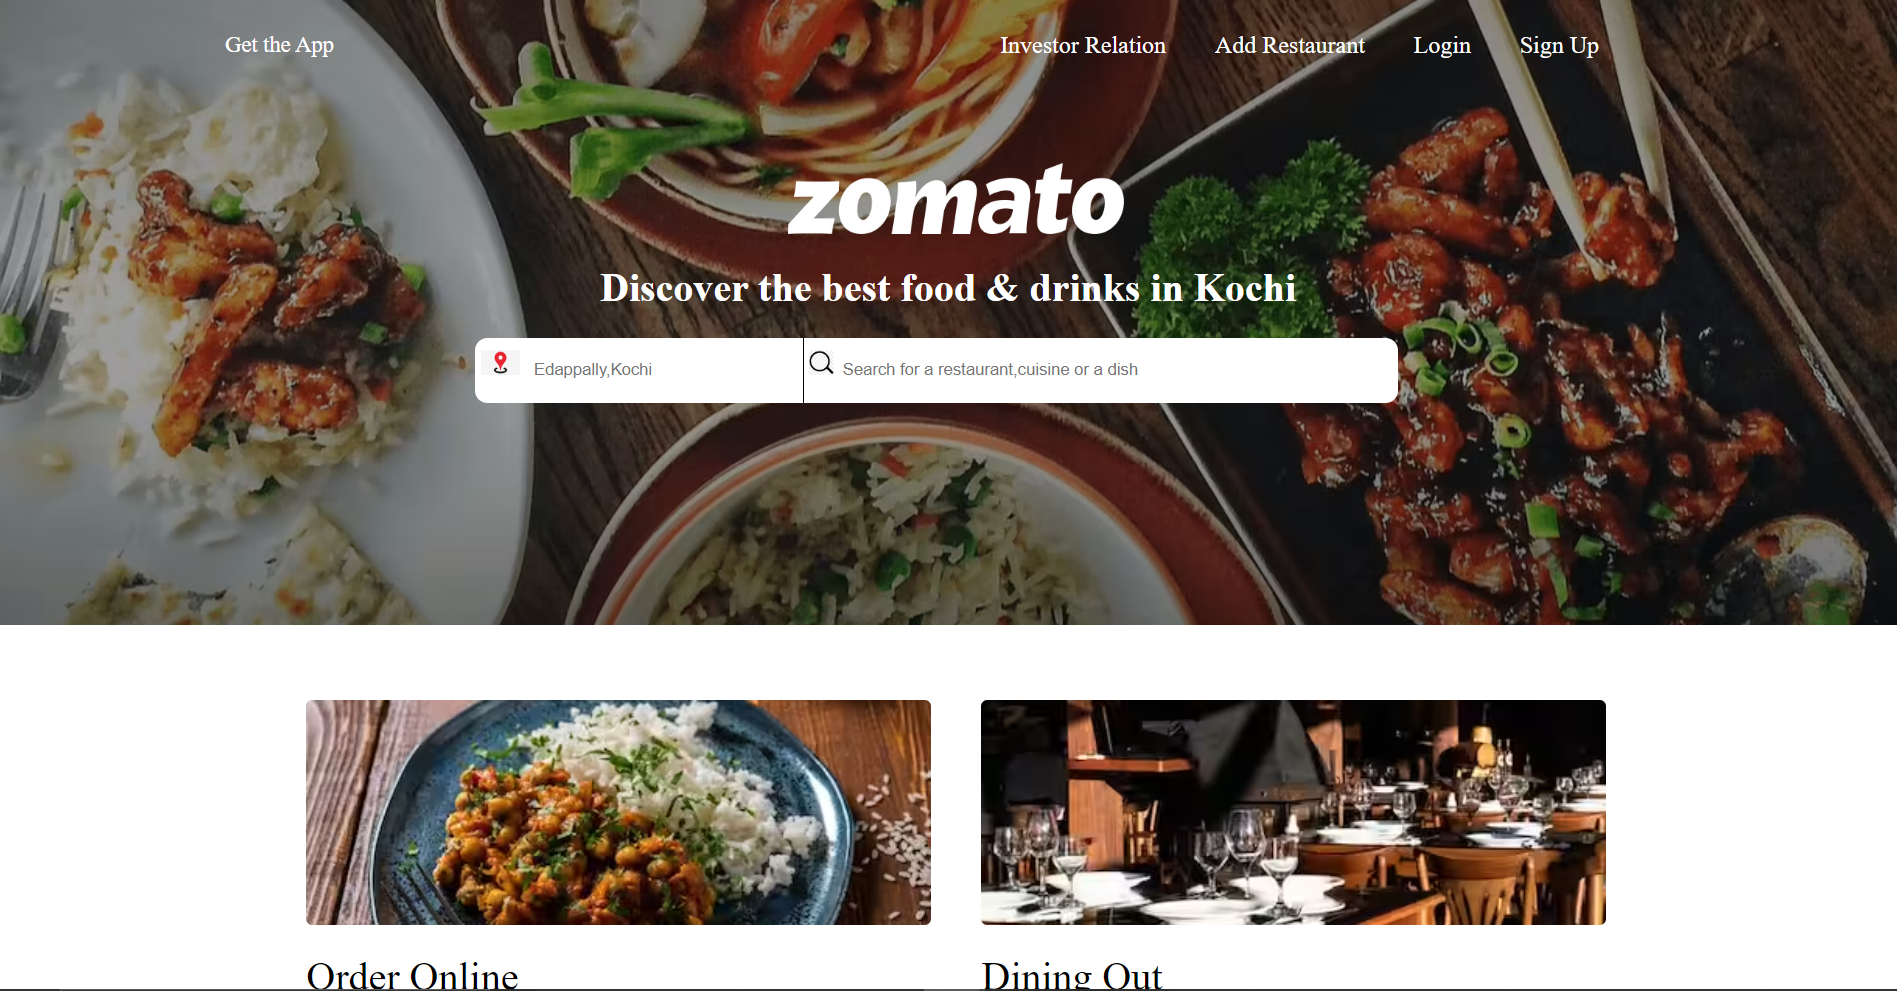 Get the App
Investor Relation
Add Restaurant
Login
Sign Up
zomato
Discover the best food & drinks in Kochi
Edappally,Kochi
Search for a restaurant,cuisine or a dish
Order Online
Dining Out